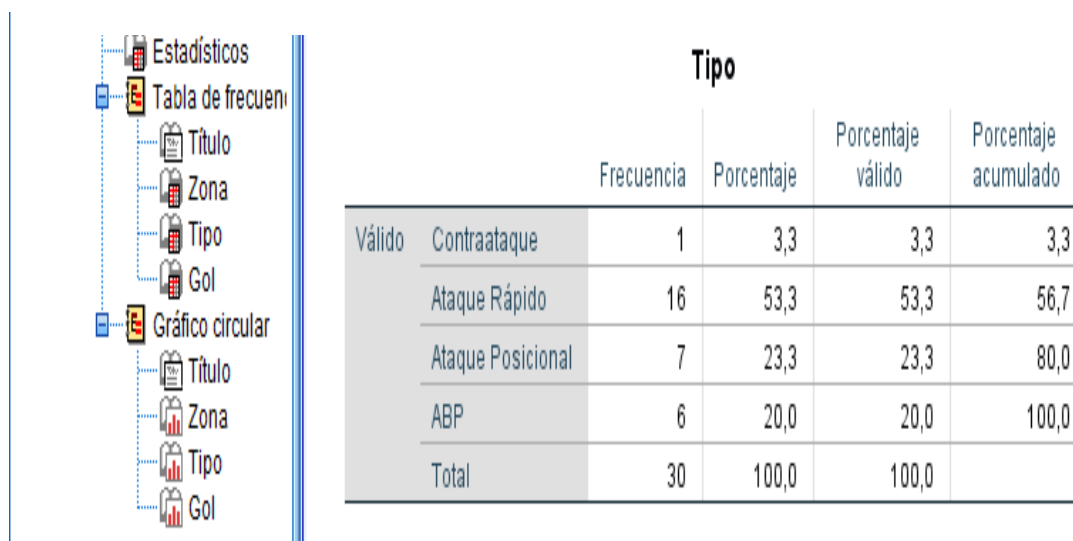 Estadísticos
Tabla de frecuen
Título
Zona
Tipo
Gol
Gráfico circular
Título
Zona
Tipo
Gol
Tipo
Frecuencia Porcentaje Porcentaje válido Porcentaje acumulado
Válido Contraataque 1 3,3 3,3 3,3
Ataque Rápido 16 53,3 53,3 56,7
Ataque Posicional 7 23,3 23,3 80,0
ABP 6 20,0 20,0 100,0
Total 30 100,0 100,0